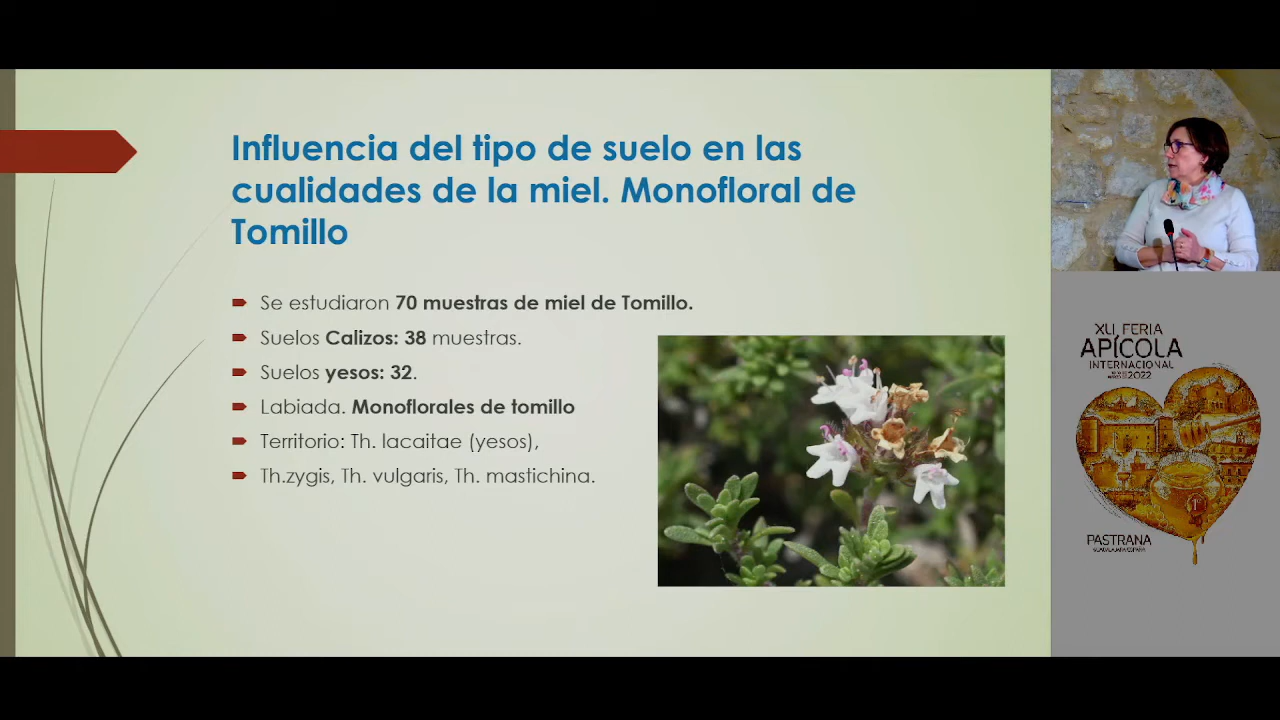 Influencia del tipo de suelo en las
cualidades de la miel. Monofloral de
Tomillo
Se estudiaron 70 muestras de miel de Tomillo.
Suelos Calizos: 38 muestras.
Suelos yesos: 32.
Labiada. Monoflorales de tomillo
Territorio: Th. lacaitae (yesos),
Th.zygis, Th. vulgaris, Th. mastichina.
XLI FERIA
APÍCOLA
INTERNACIONAL
2022
PASTRANA
GUADALAJARA ESPAÑA